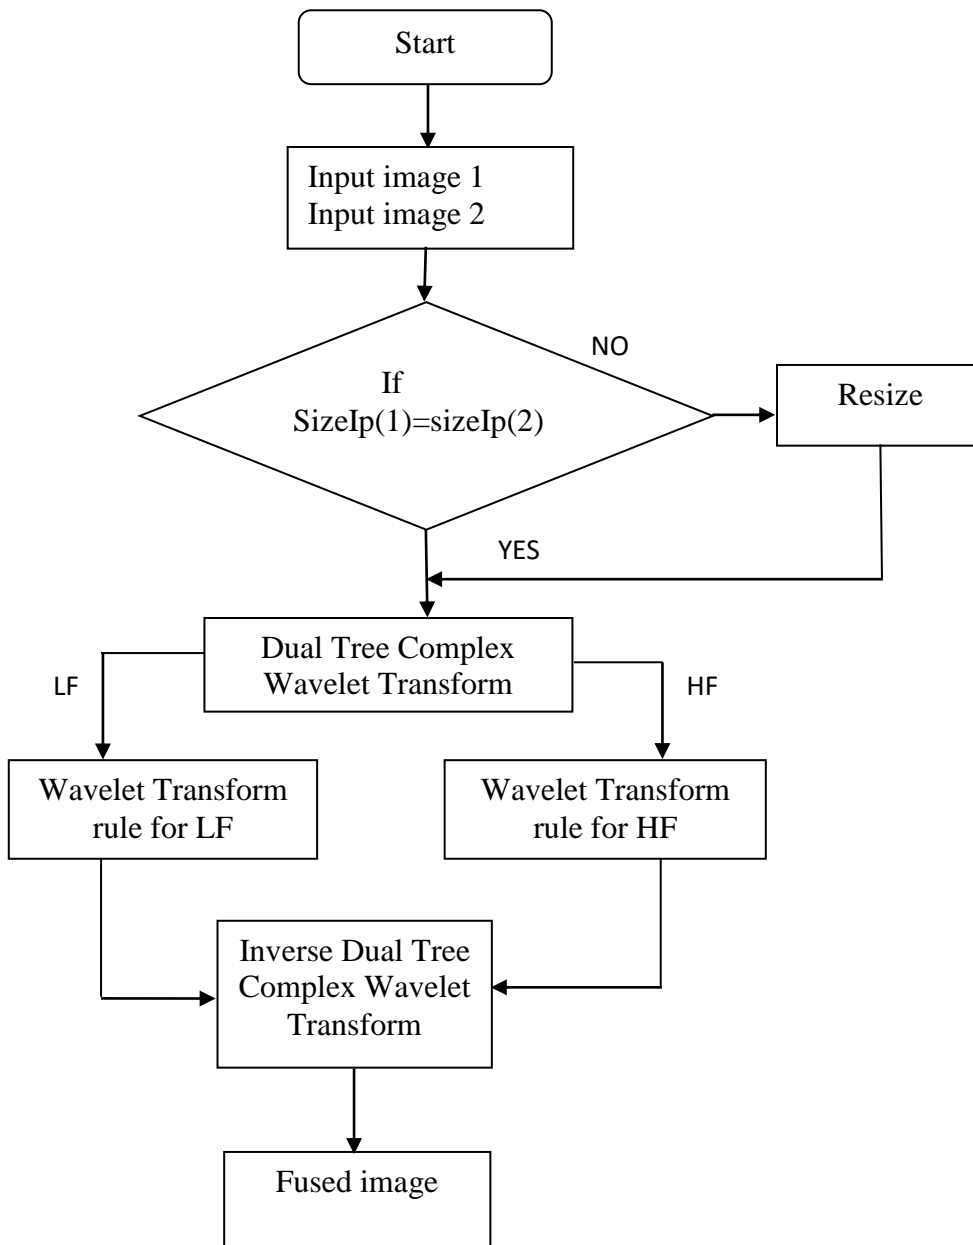 Start
Input image 1
Input image 2
NO
If
SizeIp(1)=sizeIp(2)
Resize
YES
Dual Tree Complex
Wavelet Transform
LF
HF
Wavelet Transform
rule for LF
Wavelet Transform
rule for HF
Inverse Dual Tree
Complex Wavelet
Transform
Fused image